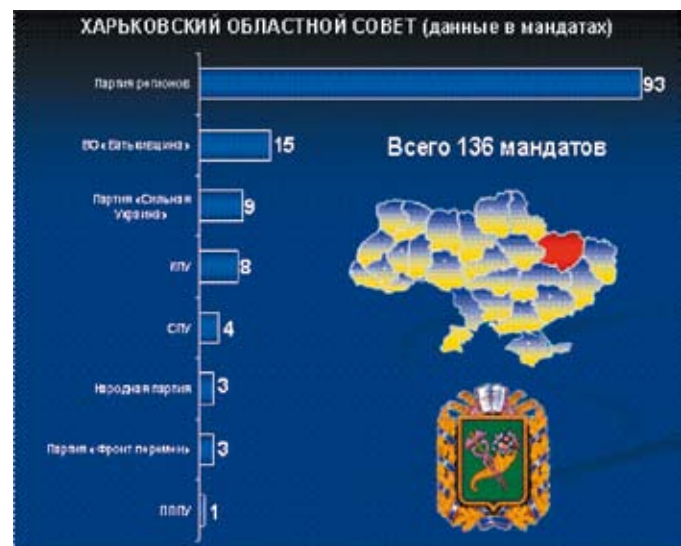 ХАРЬКОВСКИЙ ОБЛАСТНОЙ СОВЕТ (данные в мандатах)
Партия регионов
93
ВО «Батькивщина»
15
Всего 136 мандатов
Партия «Сильная
Украина»
9
КПУ
8
СПУ
4
Народная партия
3
Партия «Фронт перемен»
3
1